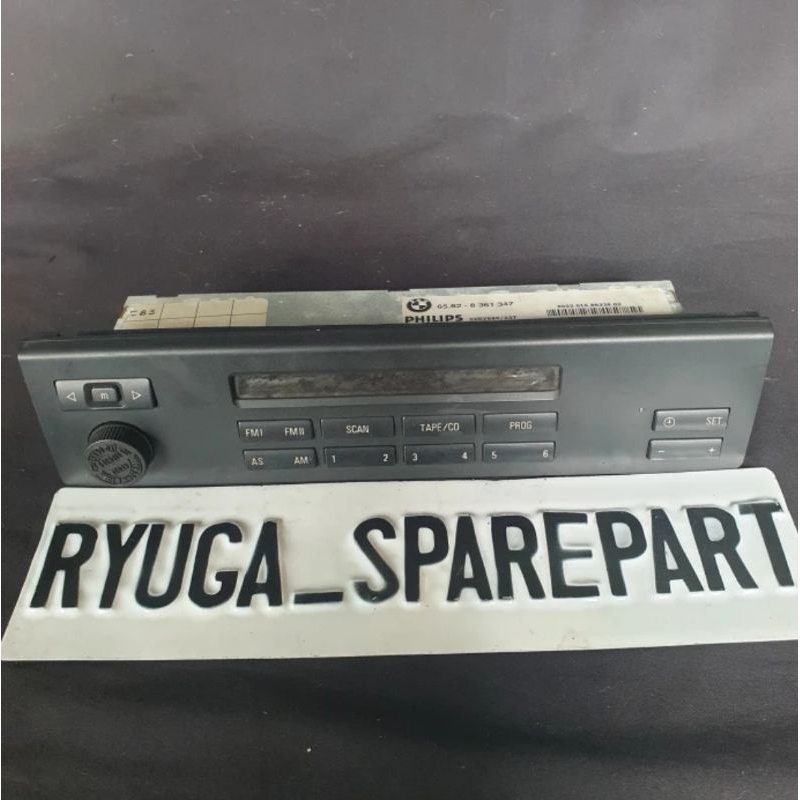 65.82 - 8 361 347
PHILIPS
◁ m ▷
FM I FM II SCAN TAPE/CD PROG SET
AS AM 1 2 3 4 5 6 - +
RYUGA_SPAREPART